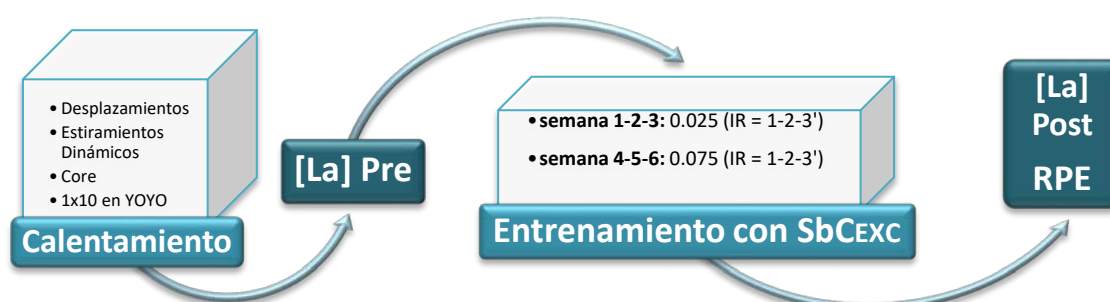 • Desplazamientos
• Estiramientos
Dinámicos
• Core
• 1x10 en YOYO
Calentamiento
[La] Pre
• semana 1-2-3: 0.025 (IR = 1-2-3')
• semana 4-5-6: 0.075 (IR = 1-2-3')
Entrenamiento con SbCEXC
[La]
Post
RPE